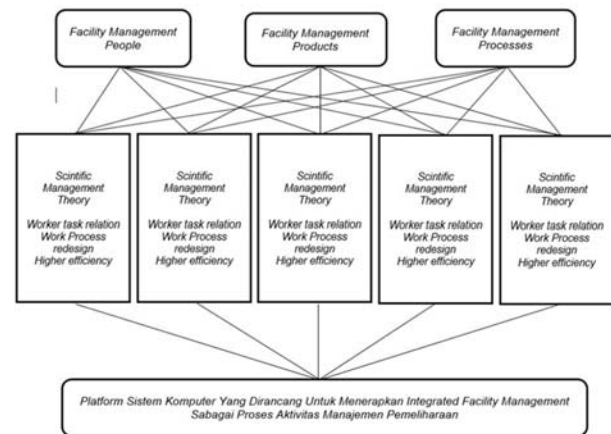 Facility Management
People
Facility Management
Products
Facility Management
Processes
Scintific
Management
Theory
Worker task relation
Work Process
redesign
Higher efficiency
Scintific
Management
Theory
Worker task relation
Work Process
redesign
Higher efficiency
Scintific
Management
Theory
Worker task relation
Work Process
redesign
Higher efficiency
Scintific
Management
Theory
Worker task relation
Work Process
redesign
Higher efficiency
Scintific
Management
Theory
Worker task relation
Work Process
redesign
Higher efficiency
Platform Sistem Komputer Yang Dirancang Untuk Menerapkan Integrated Facility Management
Sabagai Proses Aktivitas Manajemen Pemeliharaan